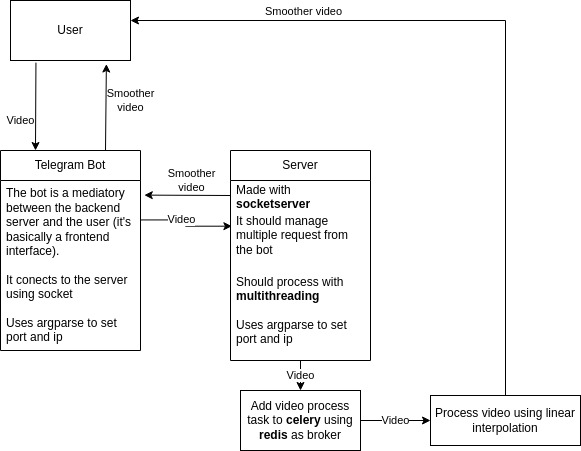 Smoother video
User
Smoother
video
Video
Telegram Bot
The bot is a mediatory
between the backend
server and the user (it's
basically a frontend
interface).
It conects to the server
using socket
Uses argparse to set
port and ip
Smoother
video
Video
Server
Made with
socketserver
It should manage
multiple request from
the bot
Should process with
multithreading
Uses argparse to set
port and ip
Video
Add video process
task to celery using
redis as broker
Video
Process video using linear
interpolation